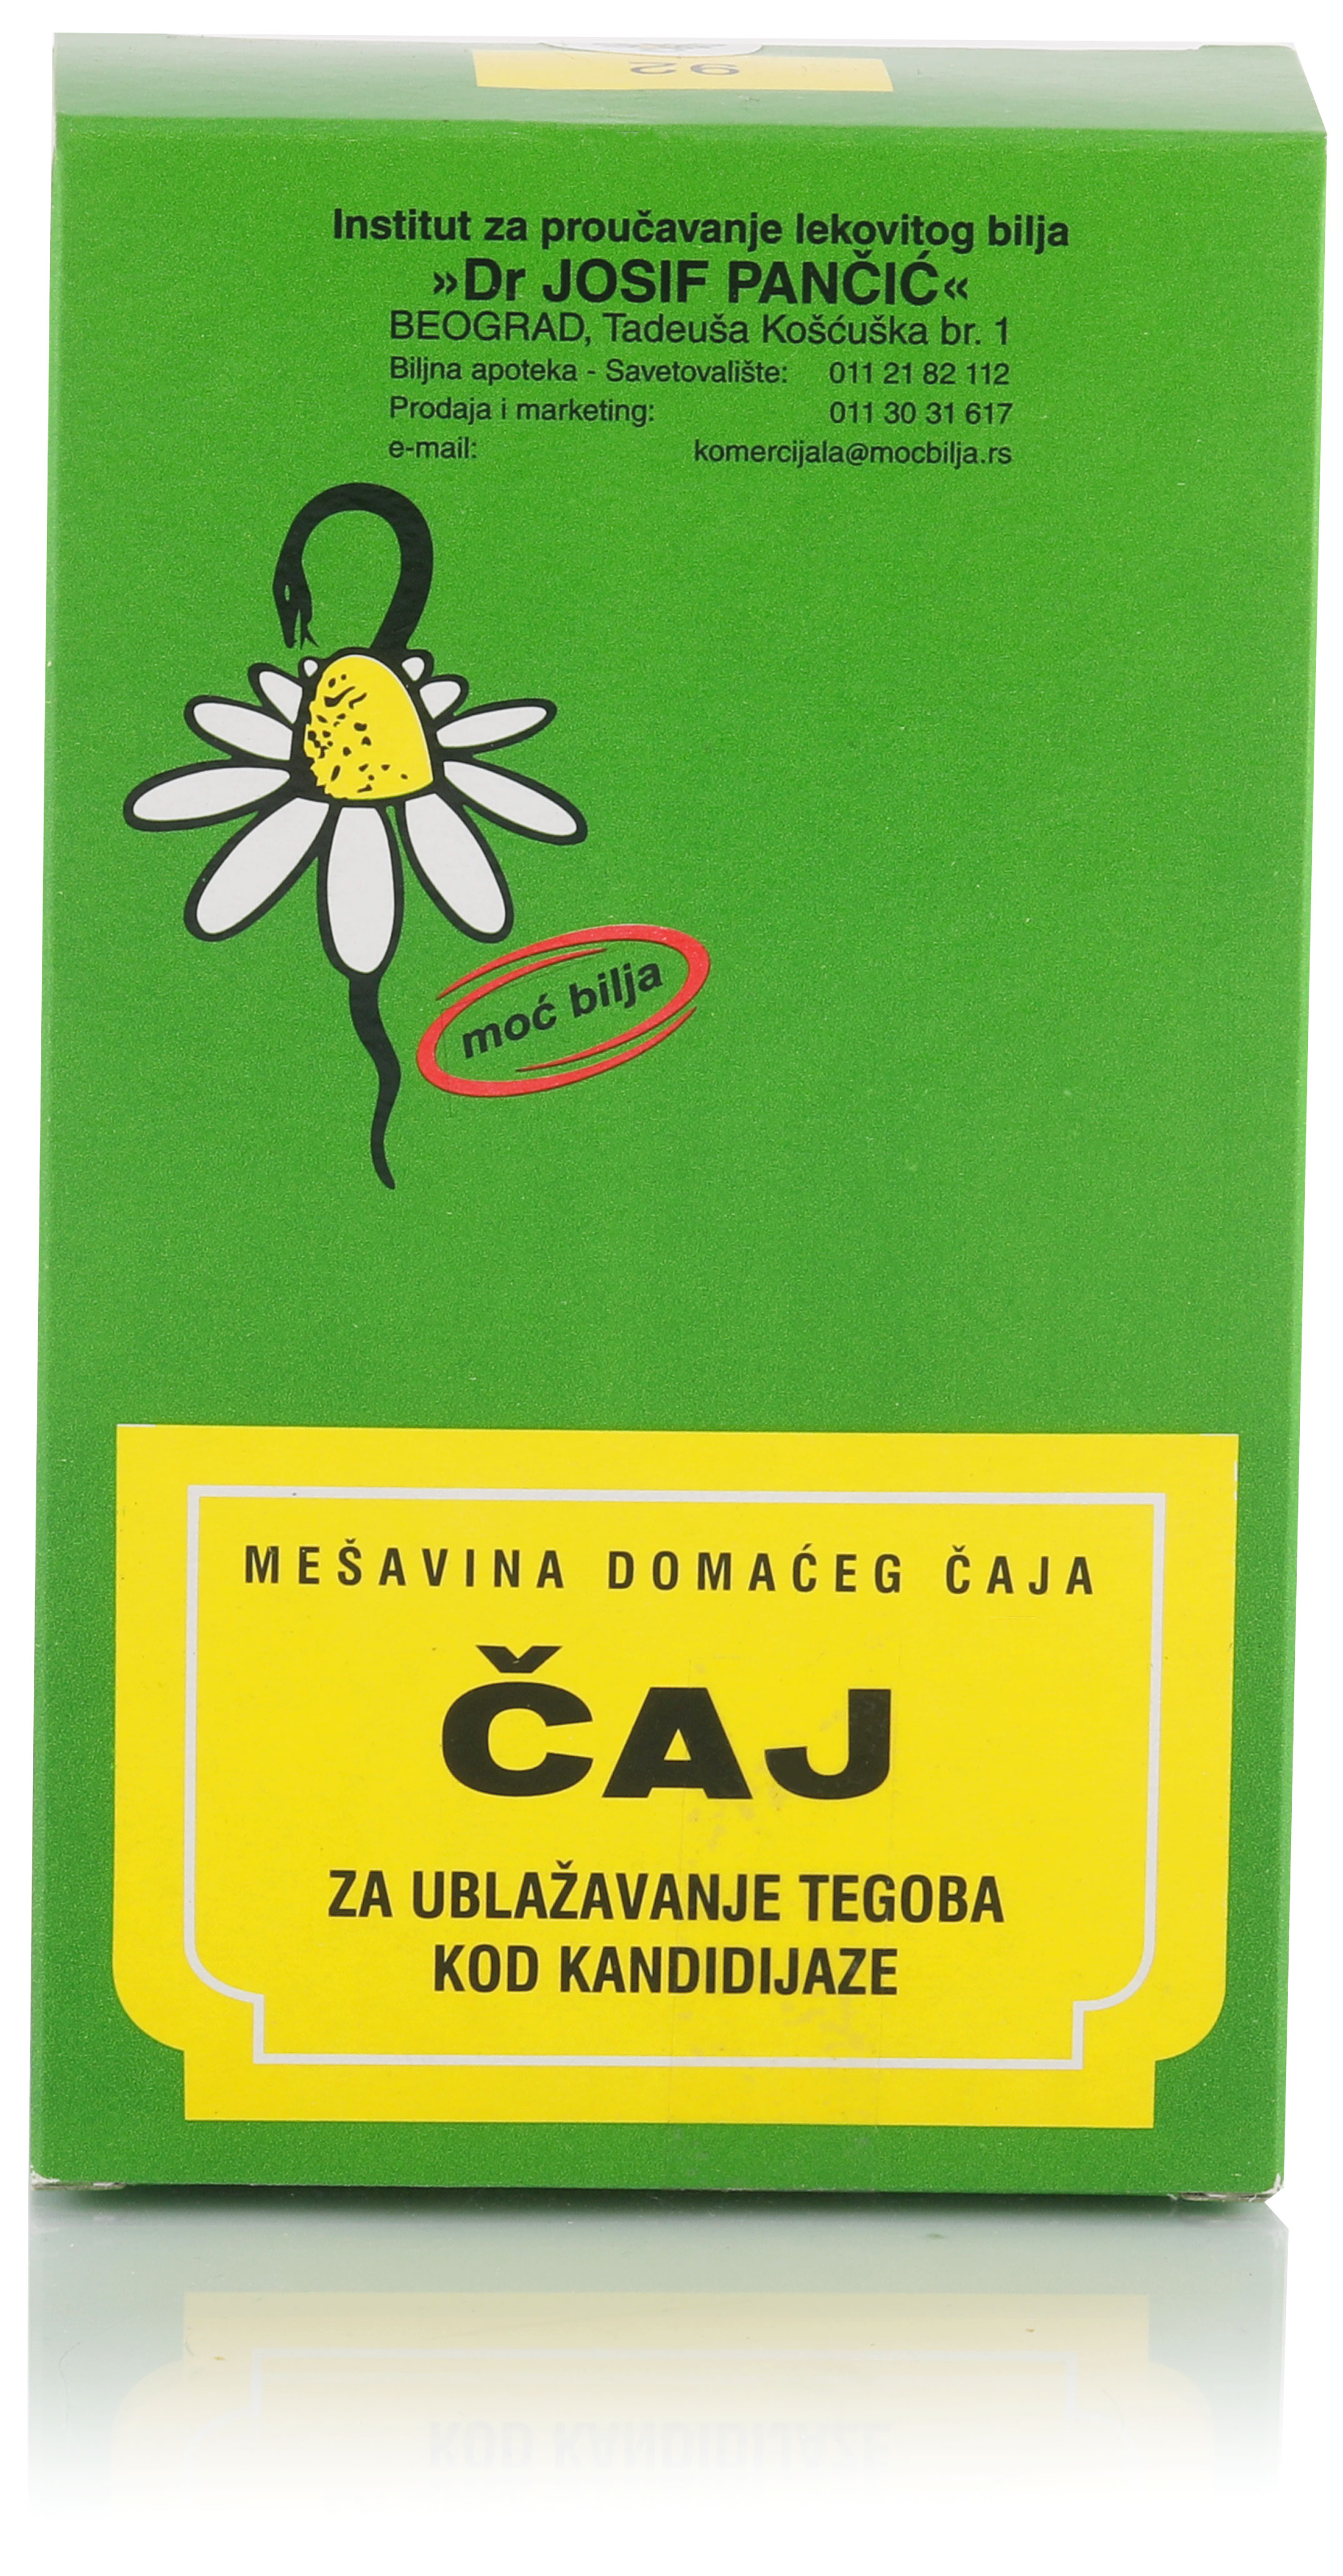 92
Institut za proučavanje lekovitog bilja
»Dr JOSIF PANČIĆ«
BEOGRAD, Tadeuša Košćuška br. 1
Biljna apoteka - Savetovalište: 011 21 82 112
Prodaja i marketing: 011 30 31 617
e-mail: komercijala@mocbilja.rs
moć bilja
MEŠAVINA DOMAĆEG ČAJA
ČAJ
ZA UBLAŽAVANJE TEGOBA
KOD KANDIDIJAZE